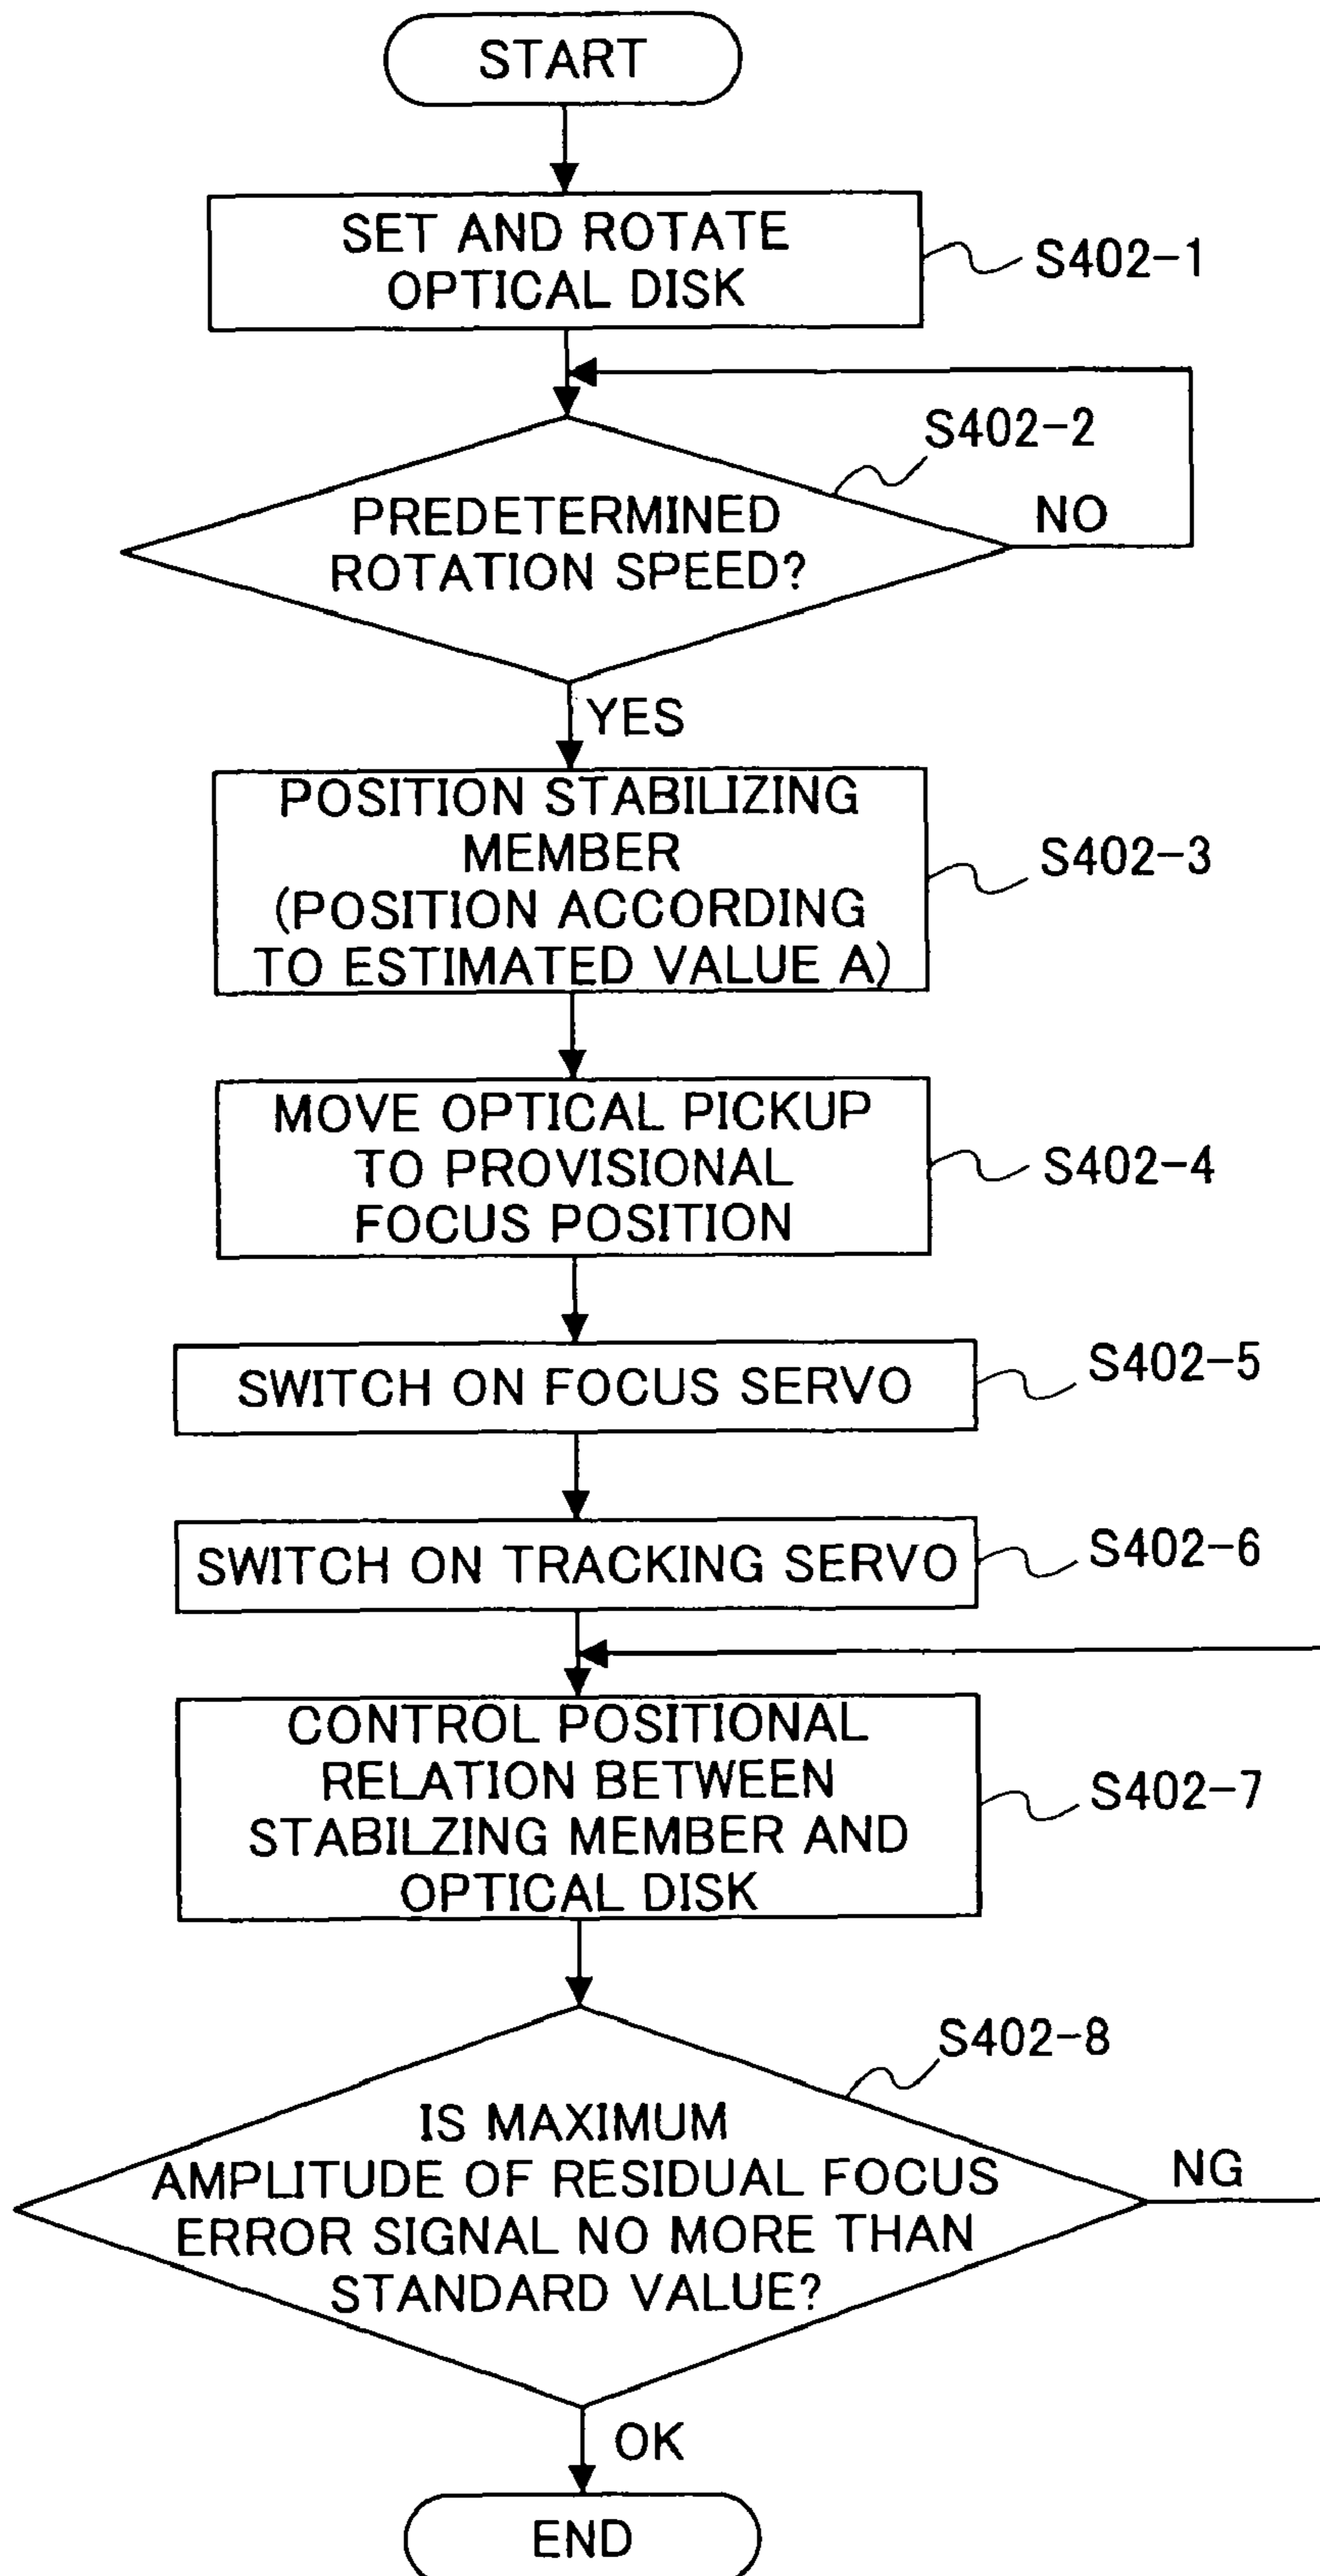 START
SET AND ROTATE
OPTICAL DISK
S402-1
S402-2
PREDETERMINED
ROTATION SPEED?
NO
YES
POSITION STABILIZING
MEMBER
(POSITION ACCORDING
TO ESTIMATED VALUE A)
S402-3
MOVE OPTICAL PICKUP
TO PROVISIONAL
FOCUS POSITION
S402-4
SWITCH ON FOCUS SERVO
S402-5
SWITCH ON TRACKING SERVO
S402-6
CONTROL POSITIONAL
RELATION BETWEEN
STABILZING MEMBER AND
OPTICAL DISK
S402-7
S402-8
IS MAXIMUM
AMPLITUDE OF RESIDUAL FOCUS
ERROR SIGNAL NO MORE THAN
STANDARD VALUE?
NG
OK
END